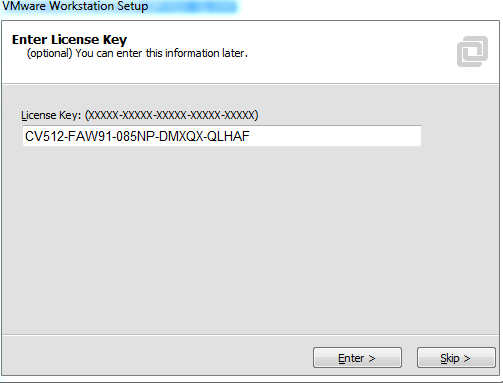 VMware Workstation Setup
Enter License Key
(optional) You can enter this information later.
License Key: (XXXXX-XXXXX-XXXXX-XXXXX-XXXXX)
CV512-FAW91-085NP-DMXQX-QLHAF
Enter >
Skip >